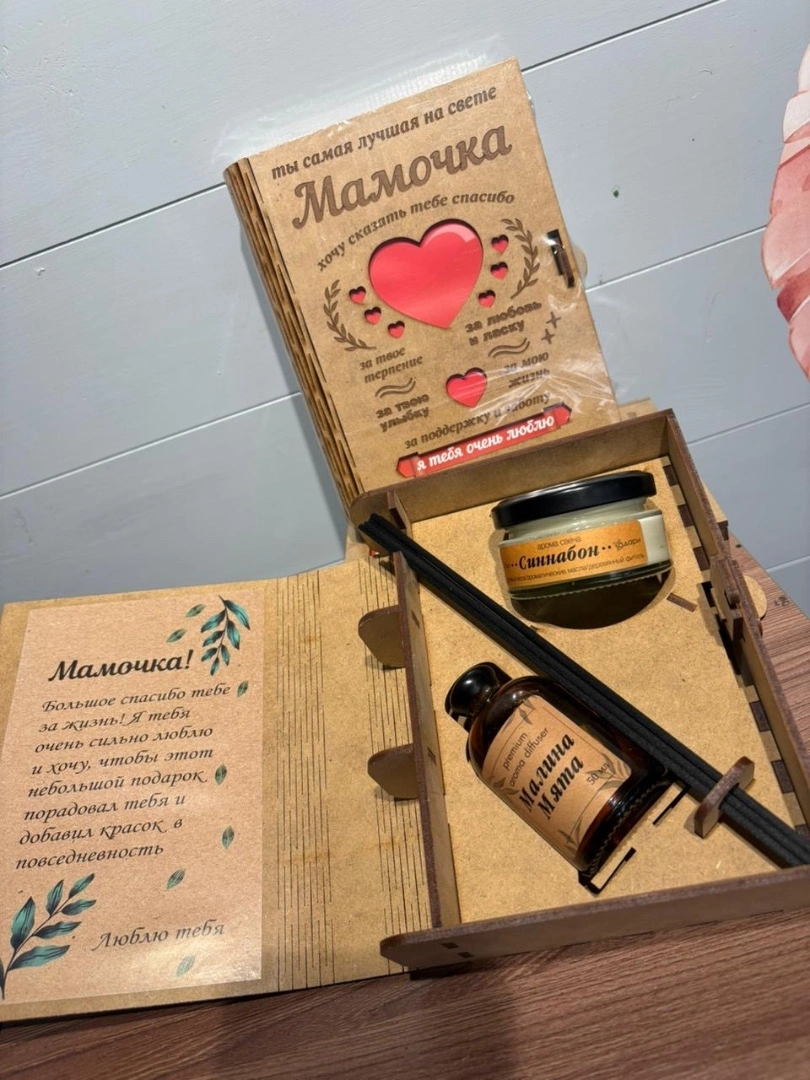 ты самая лучшая на свете
Мамочка
хочу сказать тебе спасибо
за любовь
и ласку
за твое
терпение
за мою
жизнь
за твою
улыбку
за поддержку и заботу
я тебя очень люблю
арома свеча
Синнабон
Мамочка!
Большое спасибо тебе
за жизнь! Я тебя
очень сильно люблю
и хочу, чтобы этот
небольшой подарок
порадовал тебя и
добавил красок в
повседневность
Люблю тебя
premium
aroma diffuser
Малина
Мята